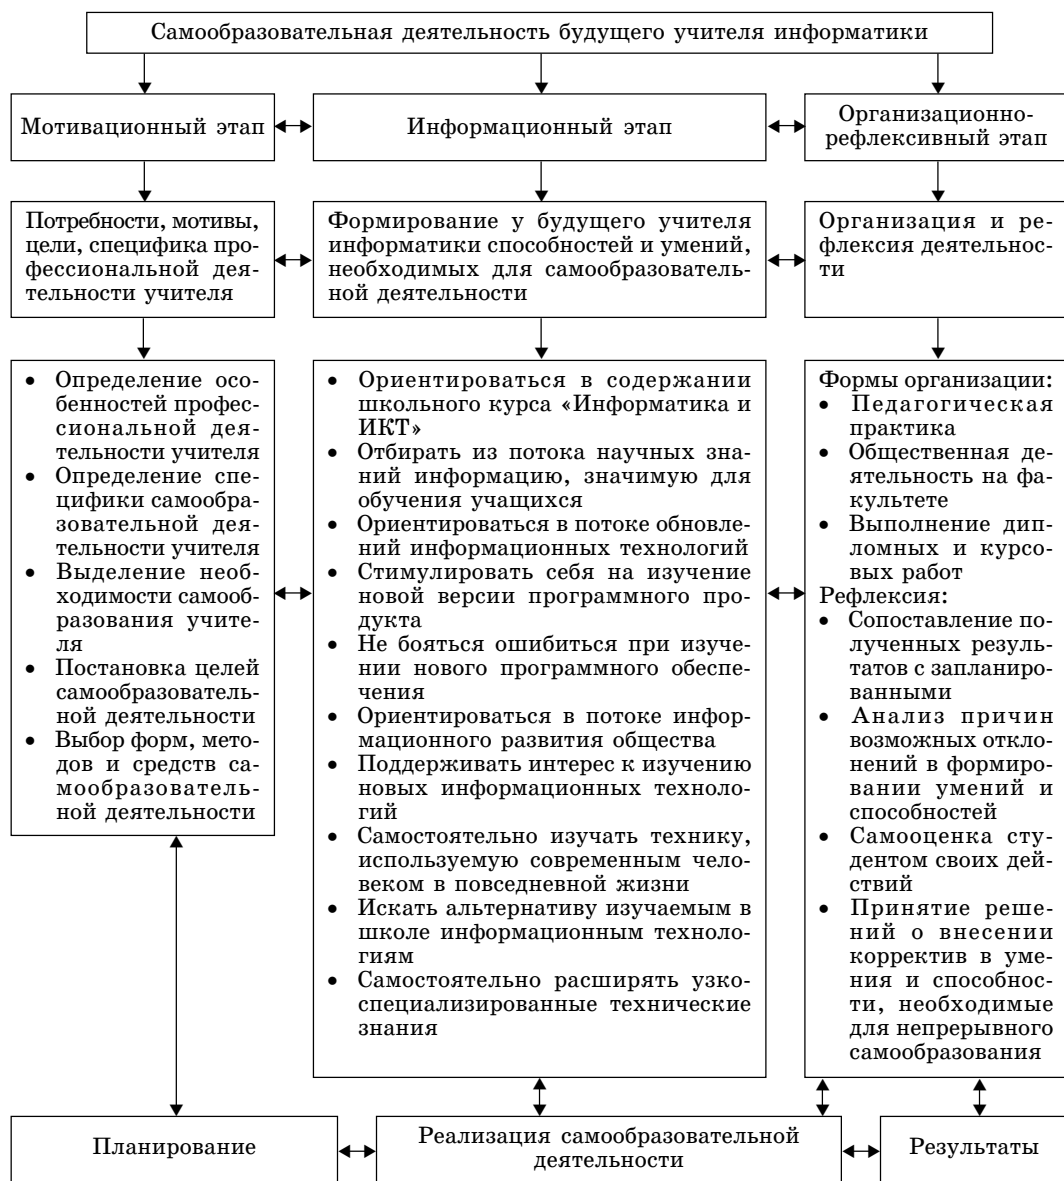 Самообразовательная деятельность будущего учителя информатики
Мотивационный этап
Информационный этап
Организационно-
рефлексивный этап
Потребности, мотивы,
цели, специфика про-
фессиональной дея-
тельности учителя
Формирование у будущего учителя
информатики способностей и умений,
необходимых для самообразователь-
ной деятельности
Организация и ре-
флексия деятельнос-
ти
• Определение осо-
бенностей профес-
сиональной дея-
тельности учителя
• Определение спе-
цифики самообра-
зовательной дея-
тельности учителя
• Выделение необ-
ходимости самооб-
разования учите-
ля
• Постановка целей
самообразователь-
ной деятельности
• Выбор форм, мето-
дов и средств са-
мообразователь-
ной деятельности
• Ориентироваться в содержании
школьного курса «Информатика и
ИКТ»
• Отбирать из потока научных зна-
ний информацию, значимую для
обучения учащихся
• Ориентироваться в потоке обновле-
ний информационных технологий
• Стимулировать себя на изучение
новой версии программного про-
дукта
• Не бояться ошибиться при изу-
чении нового программного обеспе-
чения
• Ориентироваться в потоке инфор-
мационного развития общества
• Поддерживать интерес к изучению
новых информационных техноло-
гий
• Самостоятельно изучать технику,
используемую современным чело-
веком в повседневной жизни
• Искать альтернативу изучаемым в
школе информационным техноло-
гиям
• Самостоятельно расширять узко-
специализированные технические
знания
Формы организации:
• Педагогическая
практика
• Общественная де-
ятельность на фа-
культете
• Выполнение дип-
ломных и курсо-
вых работ
Рефлексия:
• Сопоставление по-
лученных резуль-
татов с запланиро-
ванными
• Анализ причин
возможных откло-
нений в формиро-
вании умений и
способностей
• Самооценка сту-
дентом своих дей-
ствий
• Принятие реше-
ний о внесении
корректив в уме-
ния и способнос-
ти, необходимые
для непрерывного
самообразования
Планирование
Реализация самообразовательной
деятельности
Результаты